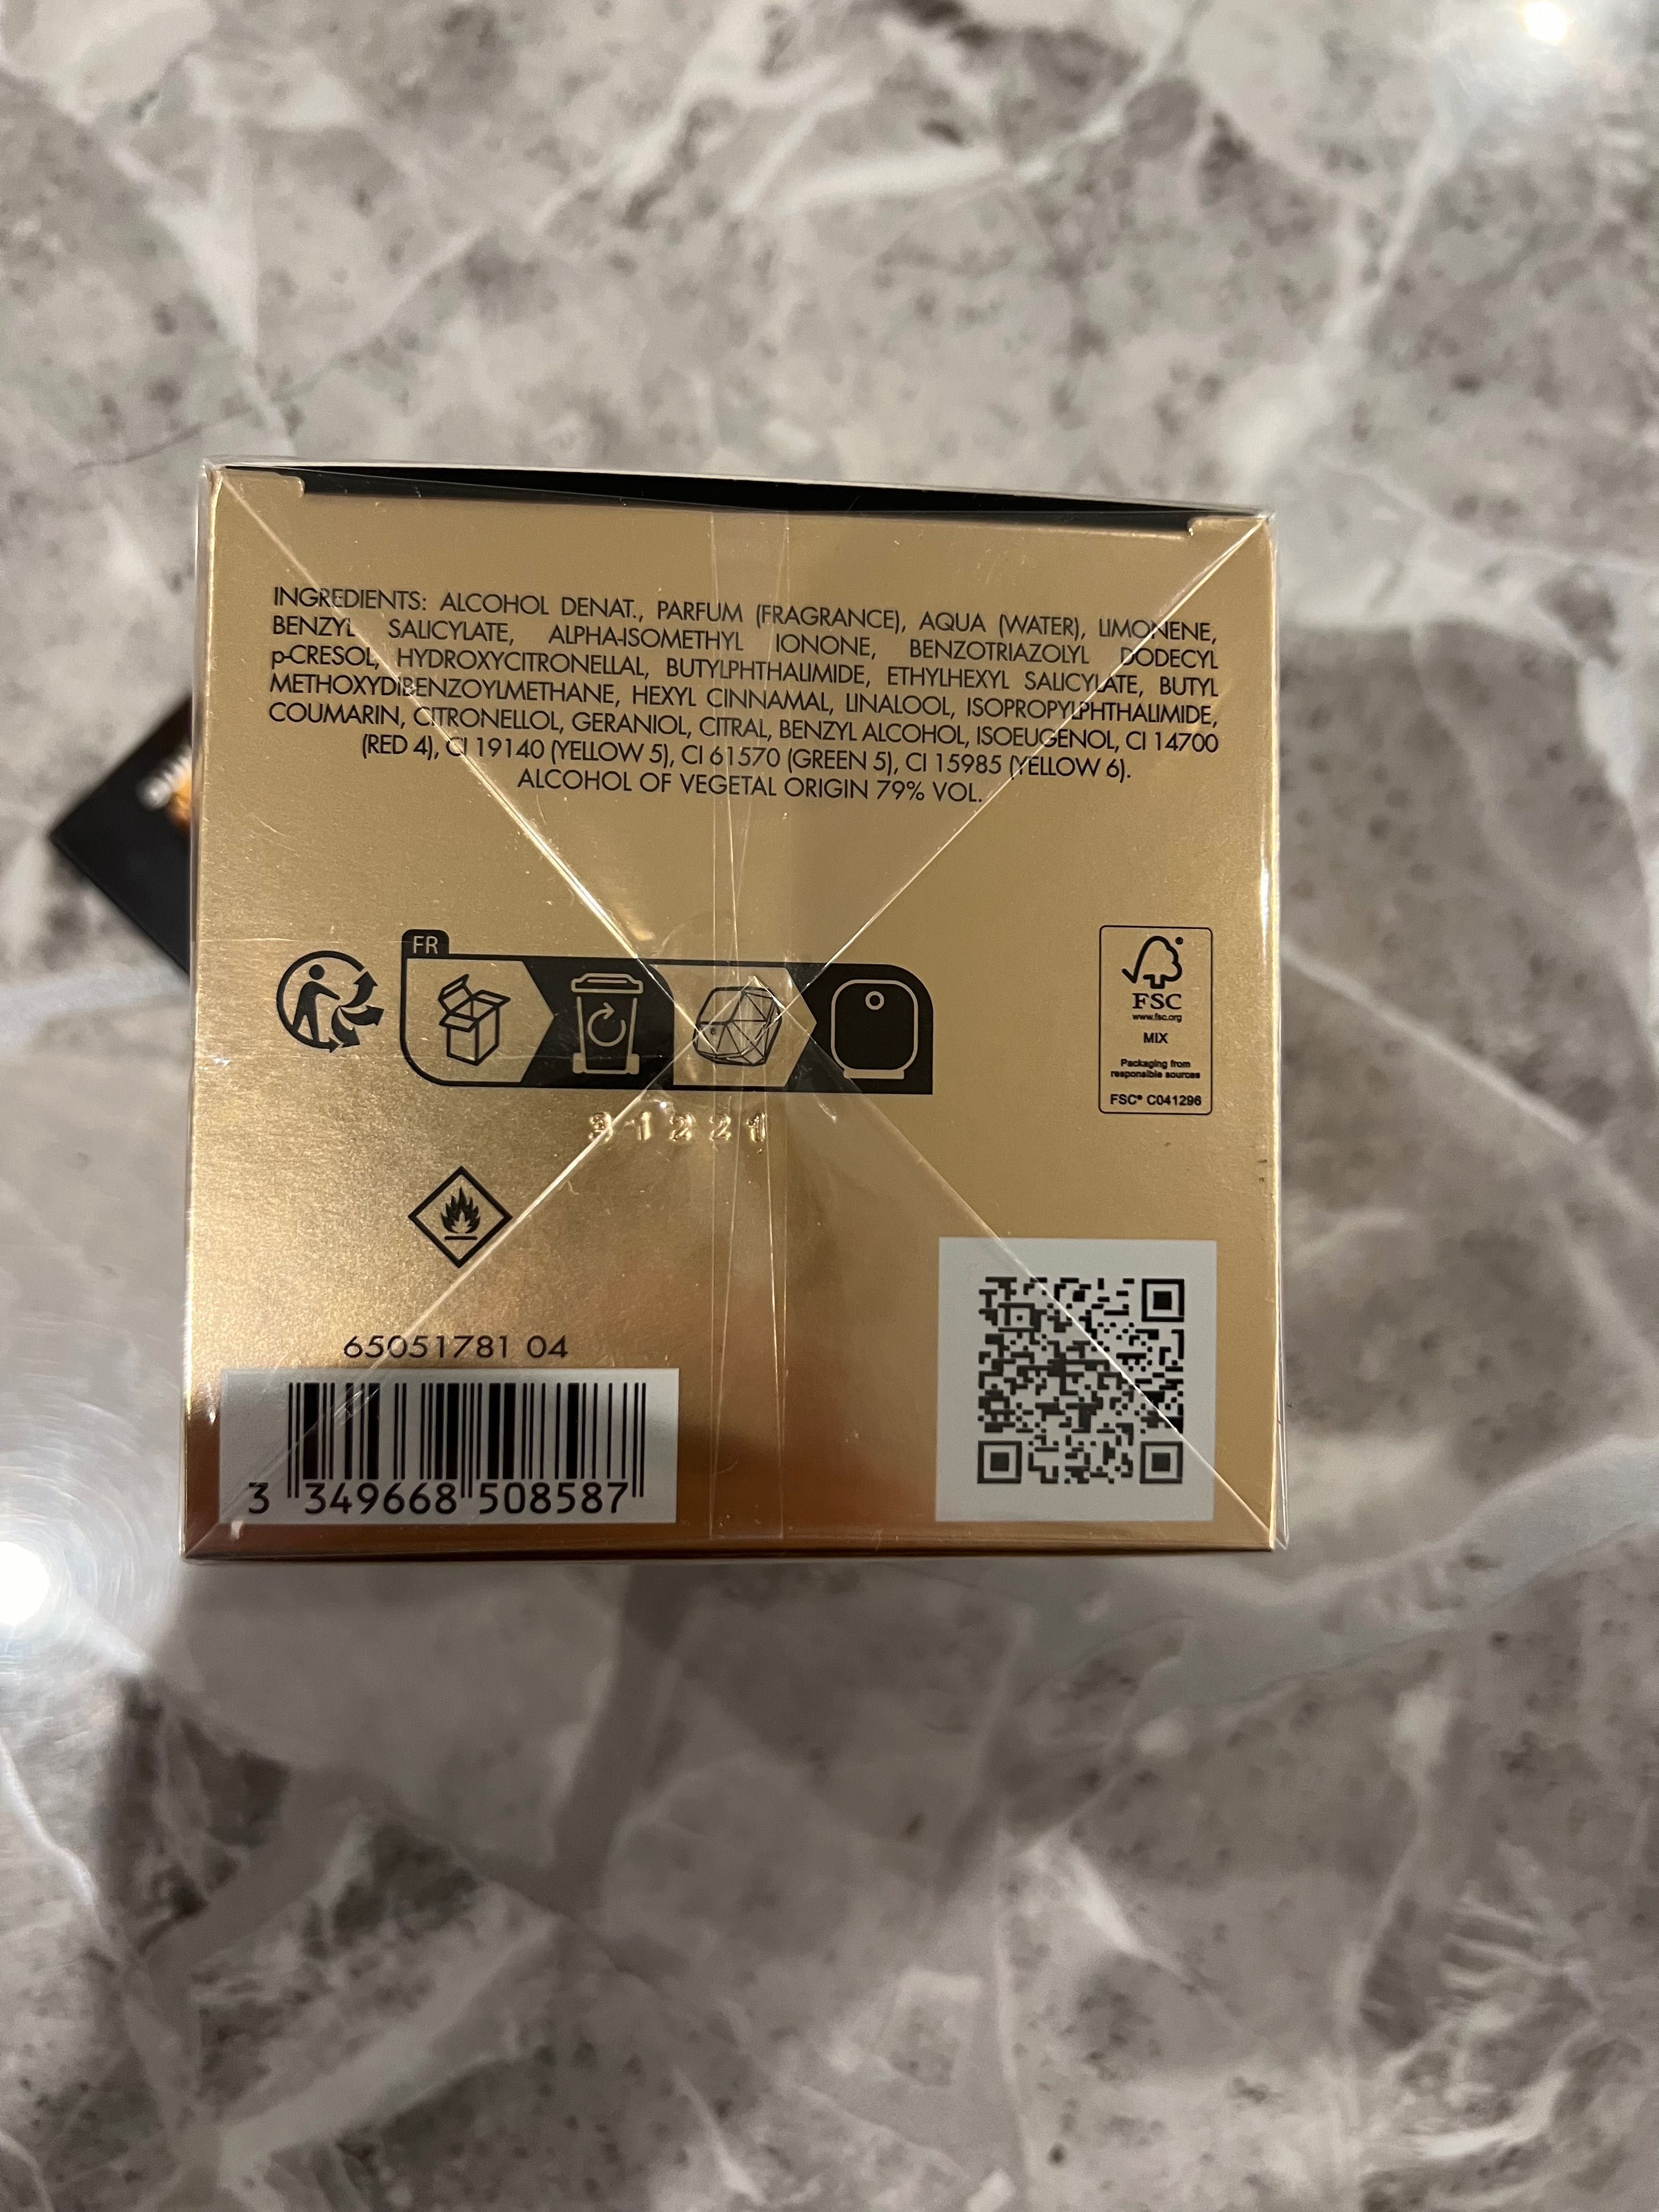 INGREDIENTS: ALCOHOL DENAT., PARFUM (FRAGRANCE), AQUA (WATER), LIMONENE,
BENZYL SALICYLATE, ALPHA-ISOMETHYL IONONE, BENZOTRIAZOLYL DODECYL
p-CRESOL, HYDROXYCITRONELLAL, BUTYLPHTHALIMIDE, ETHYLHEXYL SALICYLATE, BUTYL
METHOXYDIBENZOYLMETHANE, HEXYL CINNAMAL, LINALOOL, ISOPROPYLPHTHALIMIDE,
COUMARIN, CITRONELLOL, GERANIOL, CITRAL, BENZYL ALCOHOL, ISOEUGENOL, CI 14700
(RED 4), CI 19140 (YELLOW 5), CI 61570 (GREEN 5), CI 15985 (YELLOW 6).
ALCOHOL OF VEGETAL ORIGIN 79% VOL.
FR
FSC
www.fsc.org
MIX
Packaging from
responsible sources
FSC® C041296
31221
65051781 04
3 349668 508587